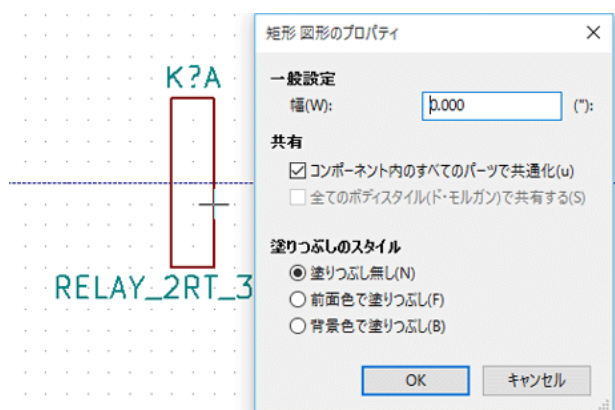 K?A
RELAY_2RT_3
矩形 図形のプロパティ
一般設定
幅(W):
0.000
("):
共有
コンポーネント内のすべてのパーツで共通化(u)
全てのボディスタイル(ド・モルガン)で共有する(S)
塗りつぶしのスタイル
塗りつぶし無し(N)
前面色で塗りつぶし(F)
背景色で塗りつぶし(B)
OK
キャンセル